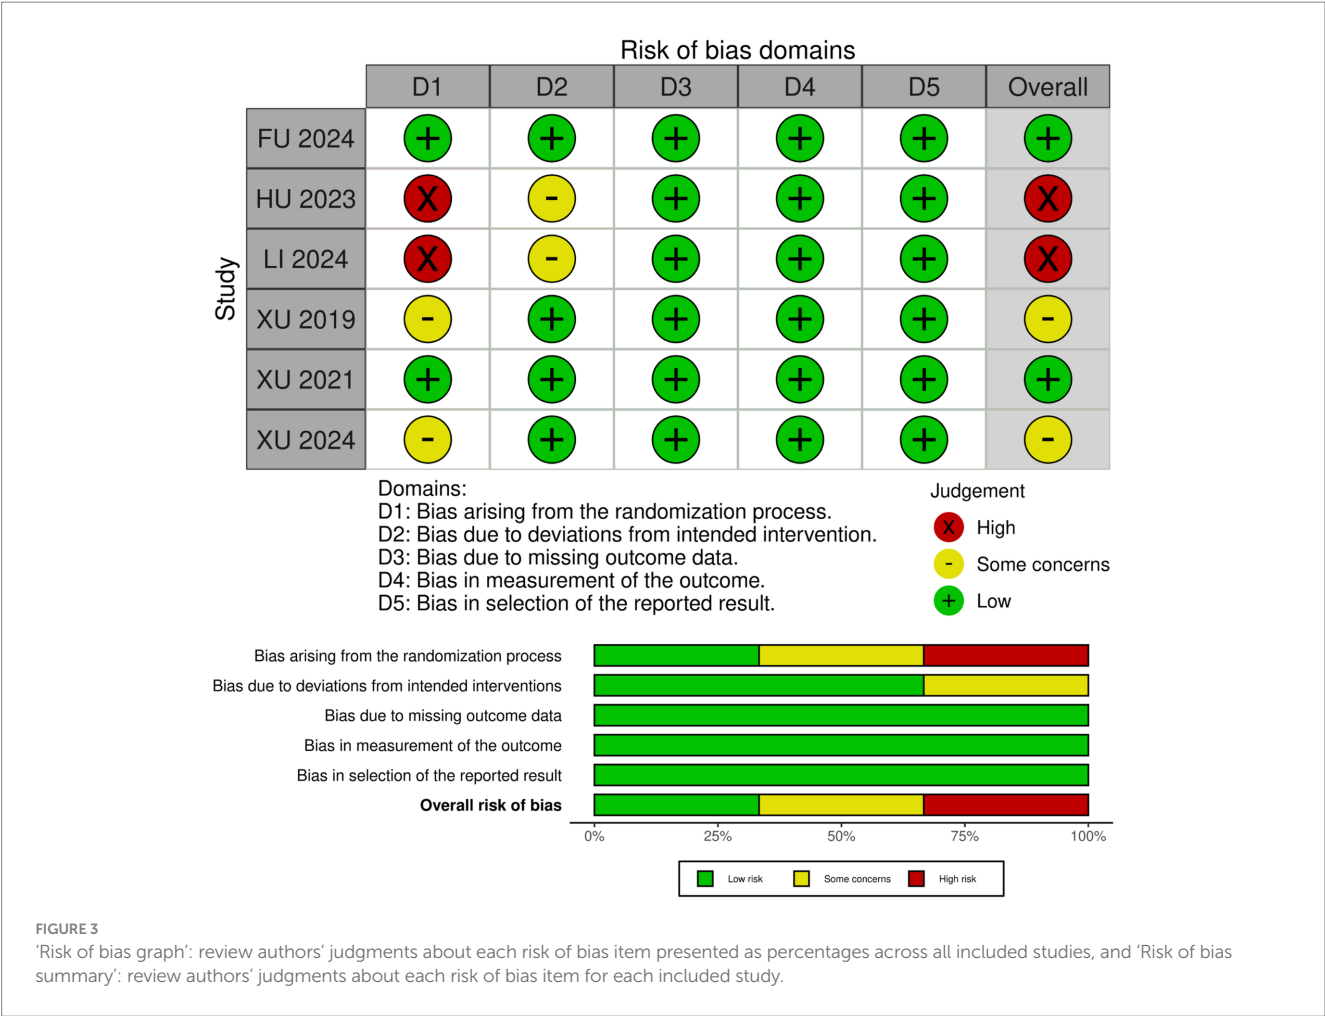 Risk of bias domains
D1 D2 D3 D4 D5 Overall
Study
FU 2024 + + + + + +
HU 2023 X - + + + X
LI 2024 X - + + + X
XU 2019 - + + + + -
XU 2021 + + + + + +
XU 2024 - + + + + -
Domains:
D1: Bias arising from the randomization process.
D2: Bias due to deviations from intended intervention.
D3: Bias due to missing outcome data.
D4: Bias in measurement of the outcome.
D5: Bias in selection of the reported result.
Judgement
X High
- Some concerns
+ Low
Bias arising from the randomization process
Bias due to deviations from intended interventions
Bias due to missing outcome data
Bias in measurement of the outcome
Bias in selection of the reported result
Overall risk of bias
0% 25% 50% 75% 100%
Low risk Some concerns High risk
FIGURE 3
‘Risk of bias graph’: review authors’ judgments about each risk of bias item presented as percentages across all included studies, and ‘Risk of bias
summary’: review authors’ judgments about each risk of bias item for each included study.